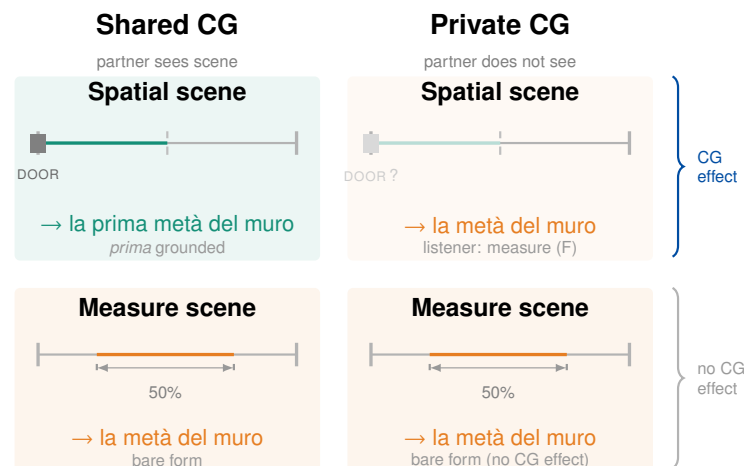 Shared CG
Private CG
partner sees scene
partner does not see
Spatial scene
Spatial scene
DOOR
DOOR ?
CG
effect
→ la prima metà del muro
prima grounded
→ la metà del muro
listener: measure (F)
Measure scene
Measure scene
50%
50%
no CG
effect
→ la metà del muro
bare form
→ la metà del muro
bare form (no CG effect)